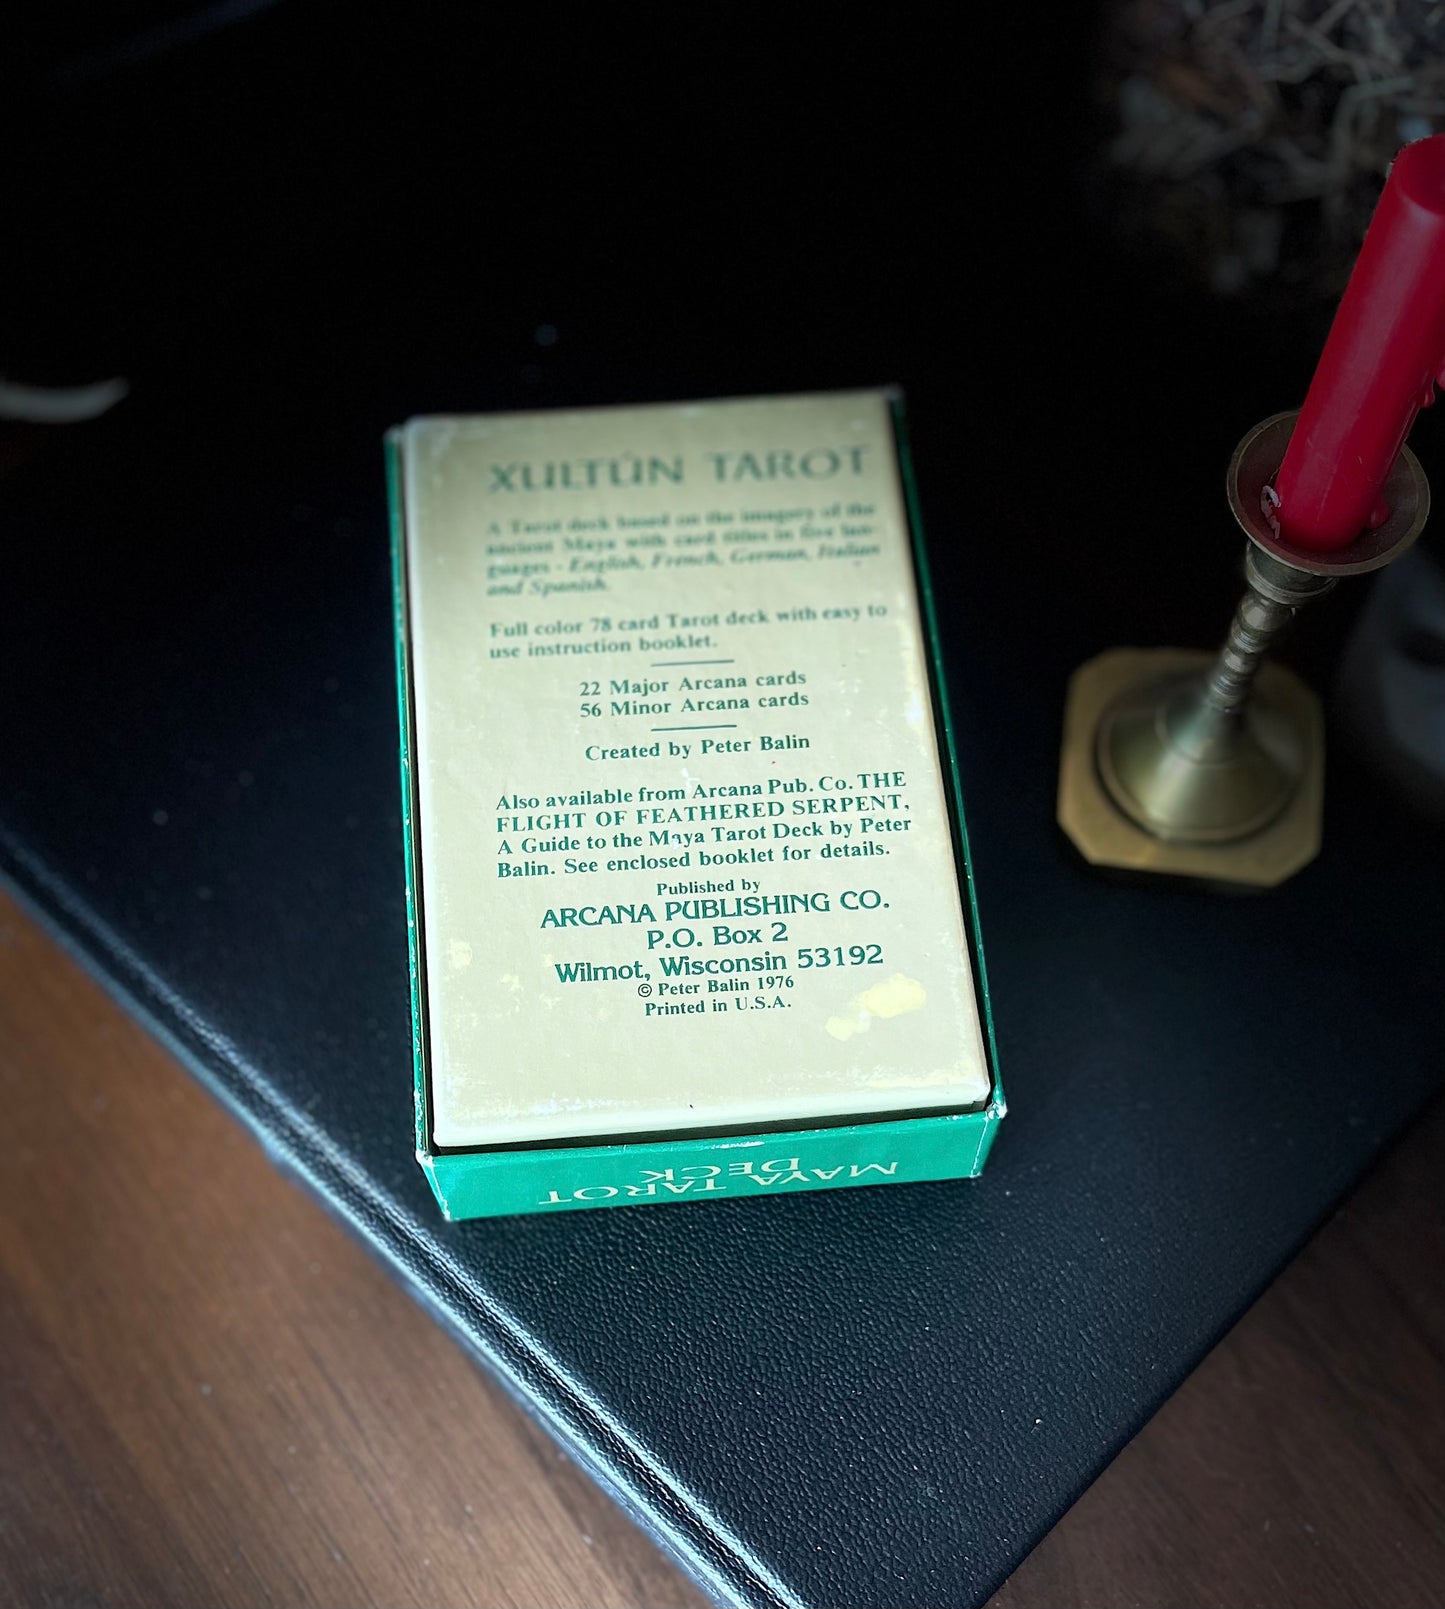 XULTÚN TAROT
A Tarot deck based on the imagery of the
ancient Maya with card titles in five lan-
guages - English, French, German, Italian
and Spanish.
Full color 78 card Tarot deck with easy to
use instruction booklet.
22 Major Arcana cards
56 Minor Arcana cards
Created by Peter Balin
Also available from Arcana Pub. Co. THE
FLIGHT OF FEATHERED SERPENT,
A Guide to the Maya Tarot Deck by Peter
Balin. See enclosed booklet for details.
Published by
ARCANA PUBLISHING CO.
P.O. Box 2
Wilmot, Wisconsin 53192
© Peter Balin 1976
Printed in U.S.A.
MAYA TAROT
DECK